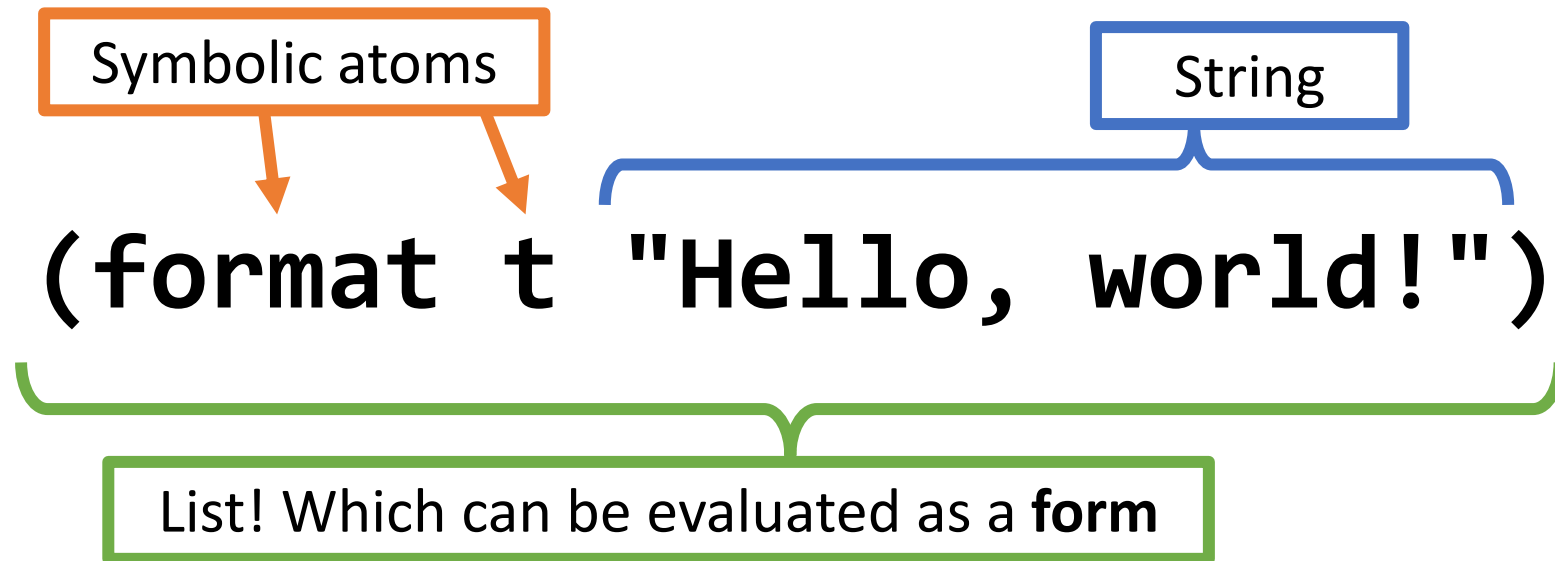 Symbolic atoms
String
(format t "Hello, world!")
List! Which can be evaluated as a form